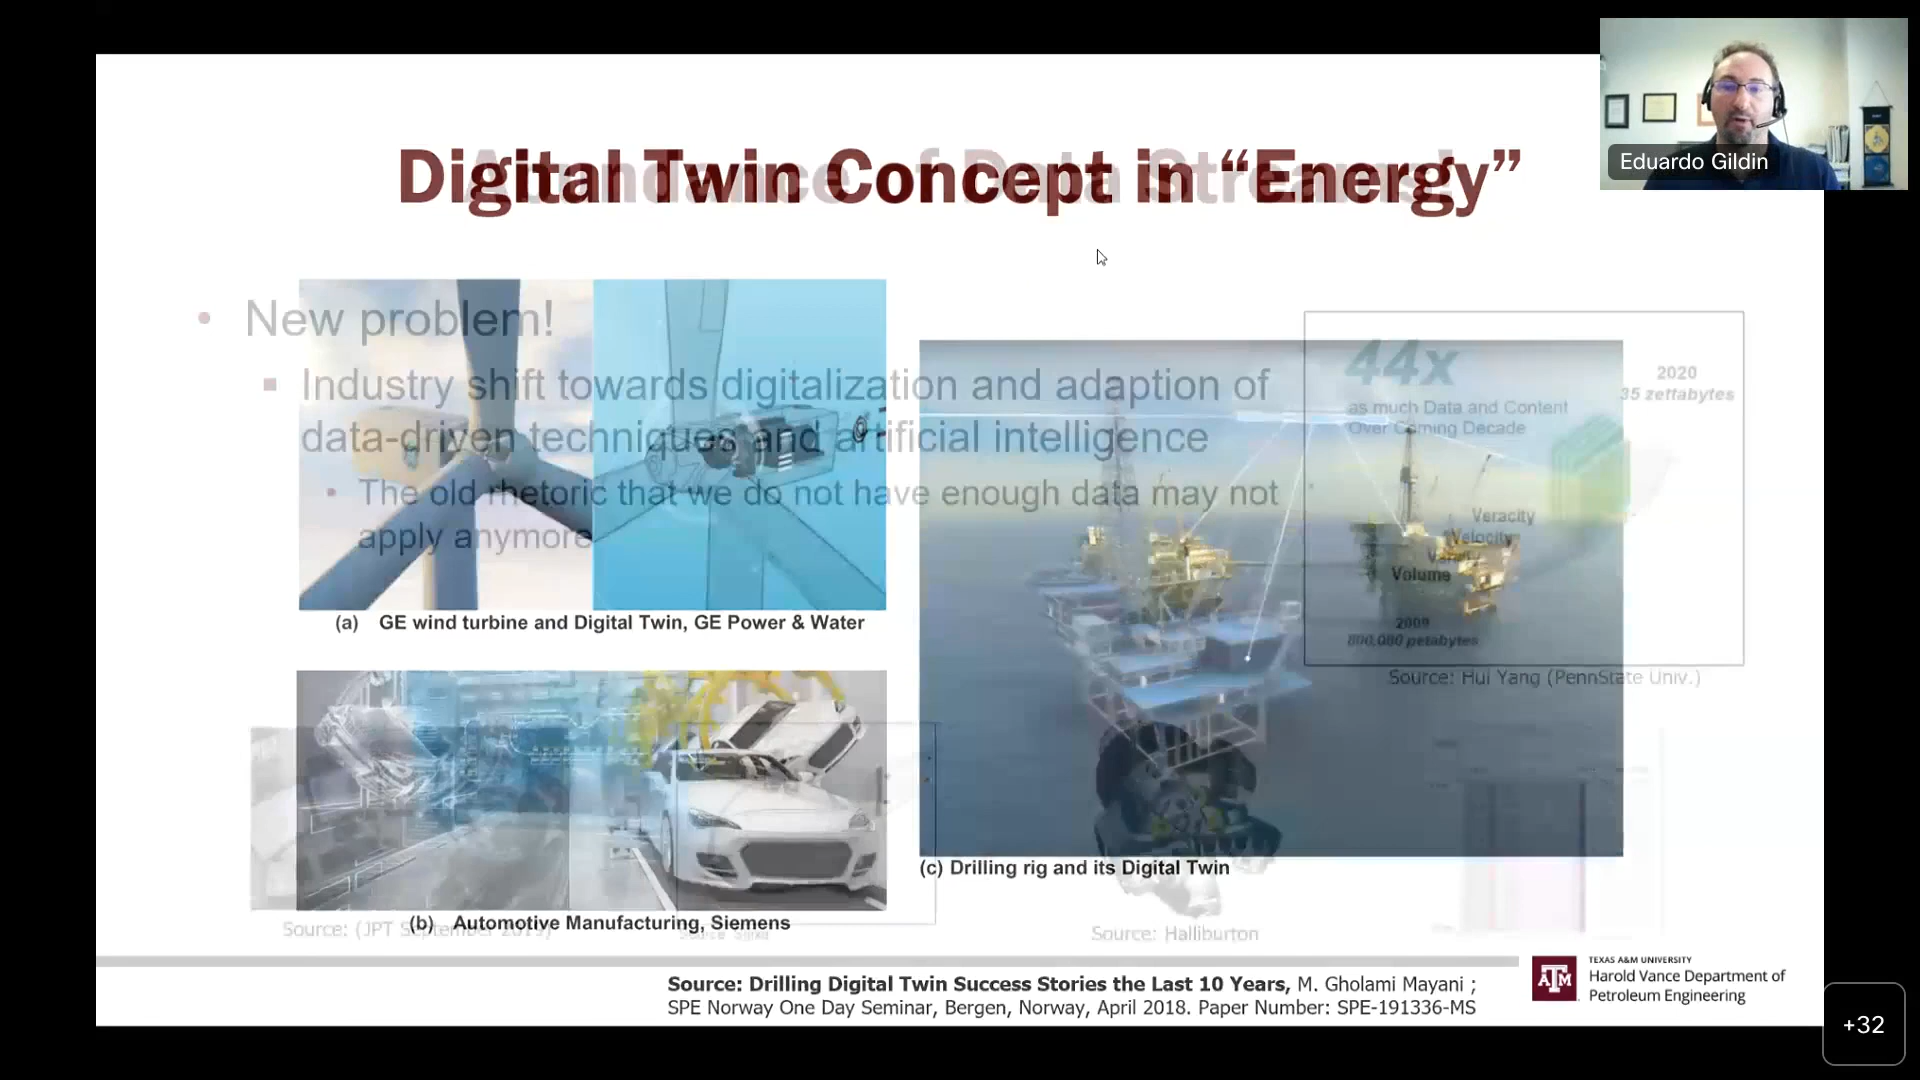 Digital Twin Concept in “Energy”
Abundance of Data Streams!
Eduardo Gildin
• New problem!
Industry shift towards digitalization and adaption of
data-driven techniques and artificial intelligence
• The old rhetoric that we do not have enough data may not
apply anymore
44x
as much Data and Content
Over Coming Decade
2020
35 zettabytes
Veracity
Velocity
Variety
Volume
2009
800,000 petabytes
Source: Hui Yang (PennState Univ.)
(a) GE wind turbine and Digital Twin, GE Power & Water
(c) Drilling rig and its Digital Twin
(b) Automotive Manufacturing, Siemens
Source: (JPT September 2019)
Source: Halliburton
Source: Drilling Digital Twin Success Stories the Last 10 Years, M. Gholami Mayani ;
SPE Norway One Day Seminar, Bergen, Norway, April 2018. Paper Number: SPE-191336-MS
ATM
TEXAS A&M UNIVERSITY
Harold Vance Department of
Petroleum Engineering
+32